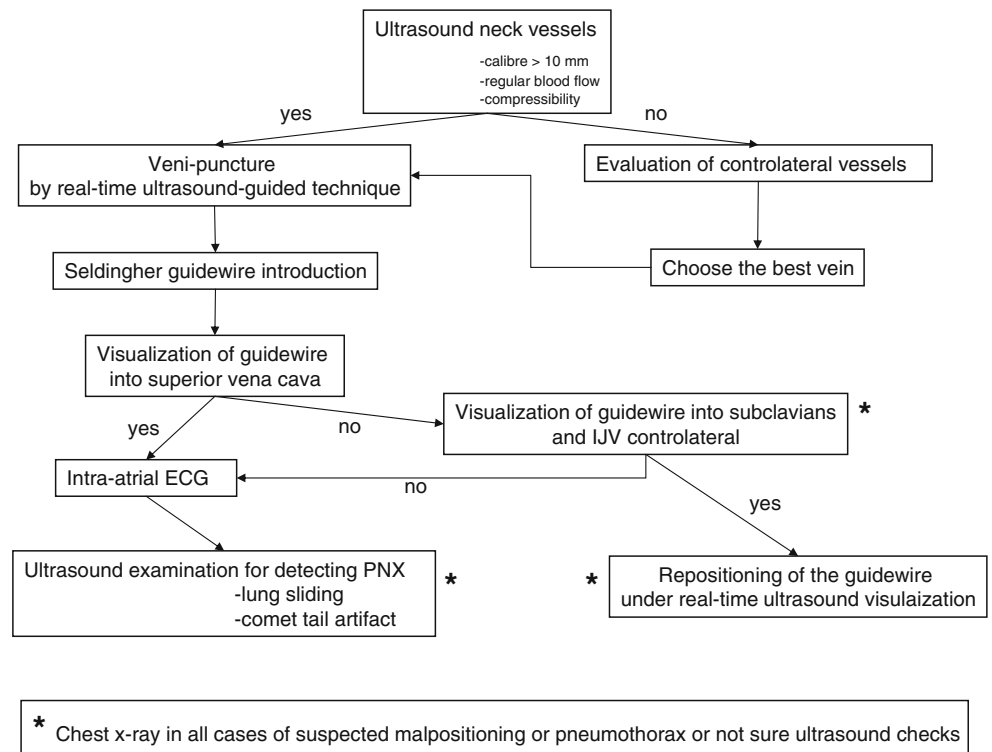 Ultrasound neck vessels
-calibre > 10 mm
-regular blood flow
-compressibility
yes
no
Veni-puncture
by real-time ultrasound-guided technique
Evaluation of controlateral vessels
Seldingher guidewire introduction
Choose the best vein
Visualization of guidewire
into superior vena cava
yes
no
Visualization of guidewire into subclavians
and IJV controlateral
*
Intra-atrial ECG
no
yes
Ultrasound examination for detecting PNX
-lung sliding
-comet tail artifact
*
*
Repositioning of the guidewire
under real-time ultrasound visulaization
* Chest x-ray in all cases of suspected malpositioning or pneumothorax or not sure ultrasound checks